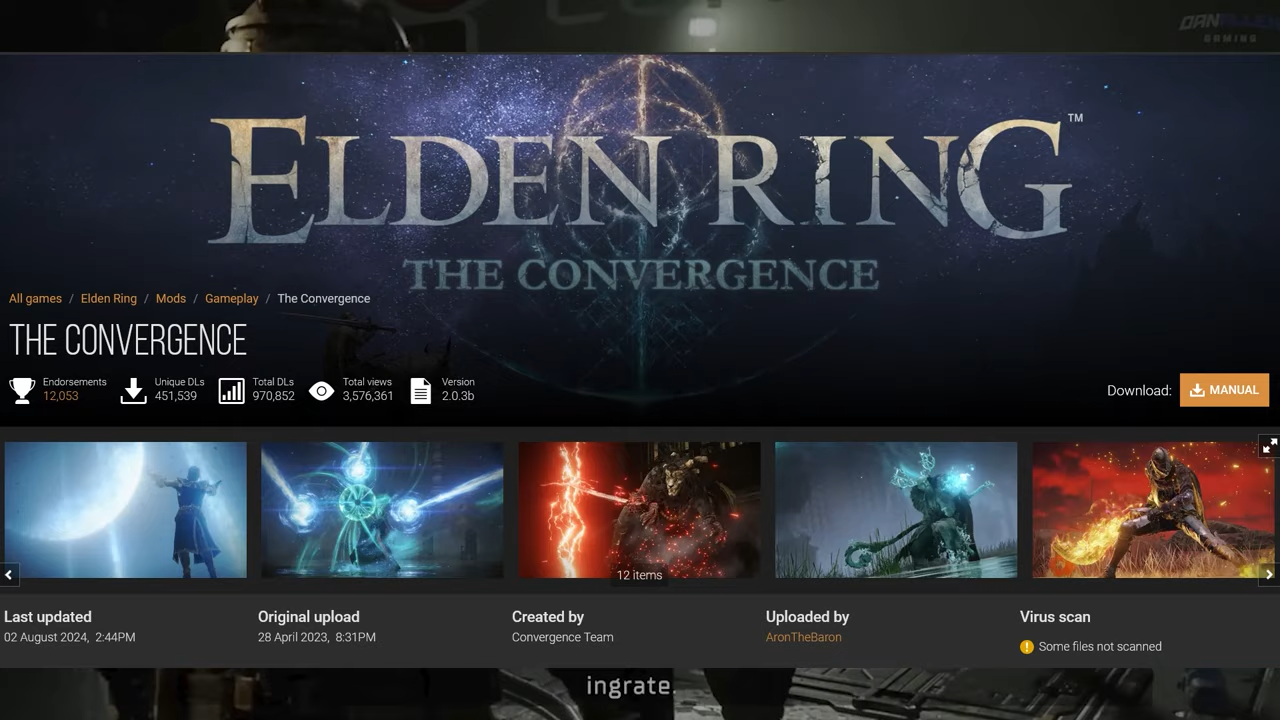 DANALLEN
GAMING
ELDEN RING™
THE CONVERGENCE
All games / Elden Ring / Mods / Gameplay / The Convergence
THE CONVERGENCE
Endorsements
12,053
Unique DLs
451,539
Total DLs
970,852
Total views
3,576,361
Version
2.0.3b
Download:
MANUAL
12 items
Last updated
02 August 2024, 2:44PM
Original upload
28 April 2023, 8:31PM
Created by
Convergence Team
Uploaded by
AronTheBaron
Virus scan
Some files not scanned
ingrate.